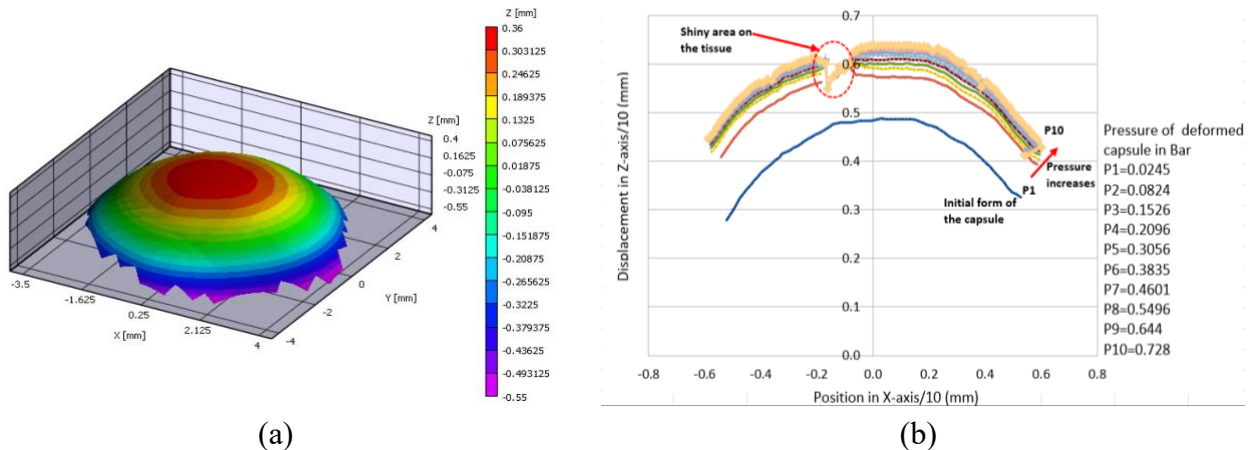 Z [mm]
0.36
0.303125
0.24625
0.189375
0.1325
0.075625
0.01875
-0.038125
-0.095
-0.151875
-0.20875
-0.265625
-0.3225
-0.379375
-0.43625
-0.493125
-0.55
Z [mm]
0.4
0.1625
-0.075
-0.3125
-0.55
4
2
0
-2
-4
Y [mm]
-3.5
-1.625
0.25
2.125
4
X [mm]
(a)
0.7
0.6
0.5
0.4
0.3
0.2
0.1
0.0
-0.8
-0.6
-0.4
-0.2
0.0
0.2
0.4
0.6
0.8
Displacement in Z-axis/10 (mm)
Position in X-axis/10 (mm)
Shiny area on
the tissue
P10
Pressure
increases
P1
Initial form of
the capsule
Pressure of deformed
capsule in Bar
P1=0.0245
P2=0.0824
P3=0.1526
P4=0.2096
P5=0.3056
P6=0.3835
P7=0.4601
P8=0.5496
P9=0.644
P10=0.728
(b)